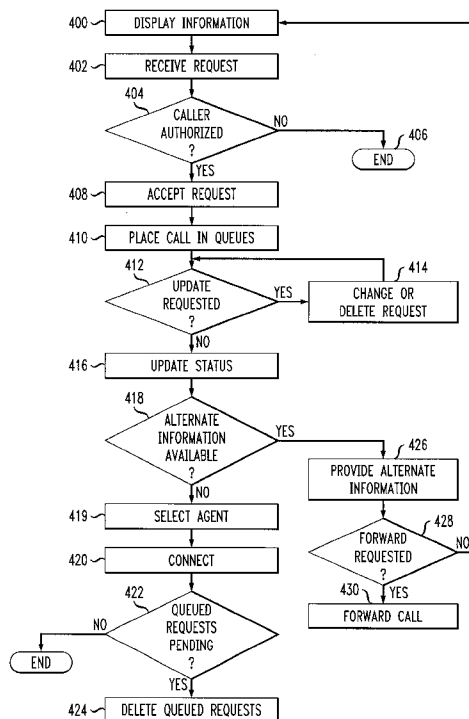 400
DISPLAY INFORMATION
402
RECEIVE REQUEST
404
CALLER
AUTHORIZED
?
NO
406
END
YES
408
ACCEPT REQUEST
410
PLACE CALL IN QUEUES
412
UPDATE
REQUESTED
?
YES
414
CHANGE OR
DELETE REQUEST
NO
416
UPDATE STATUS
418
ALTERNATE
INFORMATION
AVAILABLE
?
YES
426
PROVIDE ALTERNATE
INFORMATION
NO
419
SELECT AGENT
428
FORWARD
REQUESTED
?
NO
YES
430
FORWARD CALL
420
CONNECT
422
QUEUED
REQUESTS
PENDING
?
NO
END
YES
424
DELETE QUEUED REQUESTS